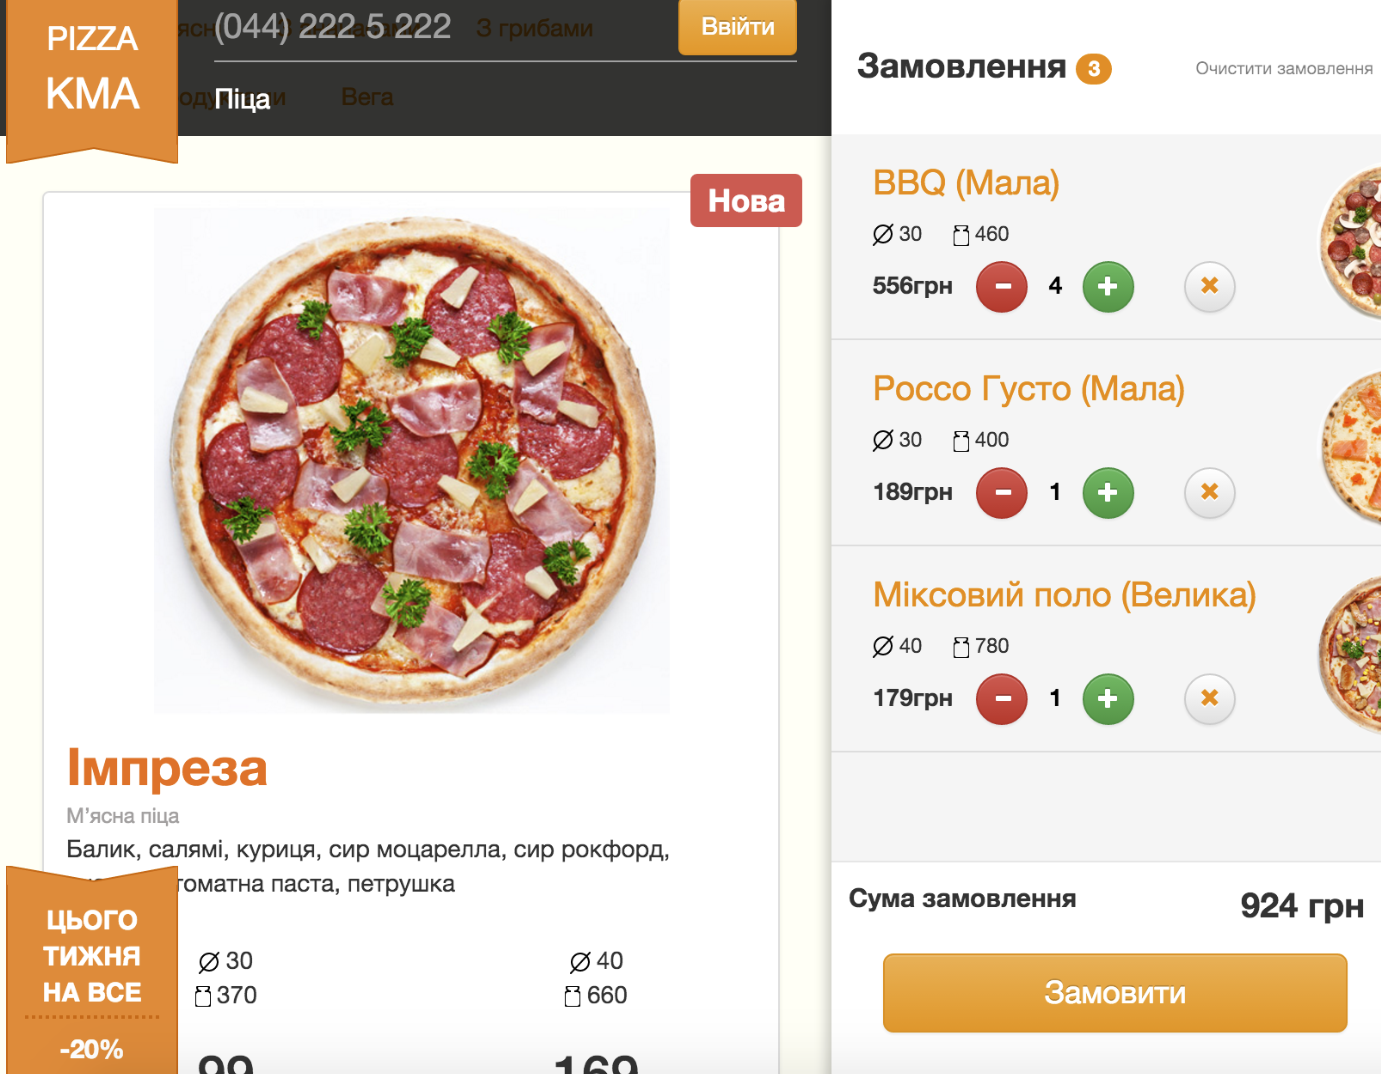 PIZZA
KMA
(044) 222 5 222
З грибами
Ввійти
Піца
Вега
Нова
Імпреза
М'ясна піца
Балик, салямі, куриця, сир моцарелла, сир рокфорд,
томатна паста, петрушка
ЦЬОГО
ТИЖНЯ
НА ВСЕ
-20%
30
370
99
40
660
169
Замовлення 3
Очистити замовлення
BBQ (Мала)
30 460
556грн - 4 +
Россо Густо (Мала)
30 400
189грн - 1 +
Міксовий поло (Велика)
40 780
179грн - 1 +
Сума замовлення 924 грн
Замовити